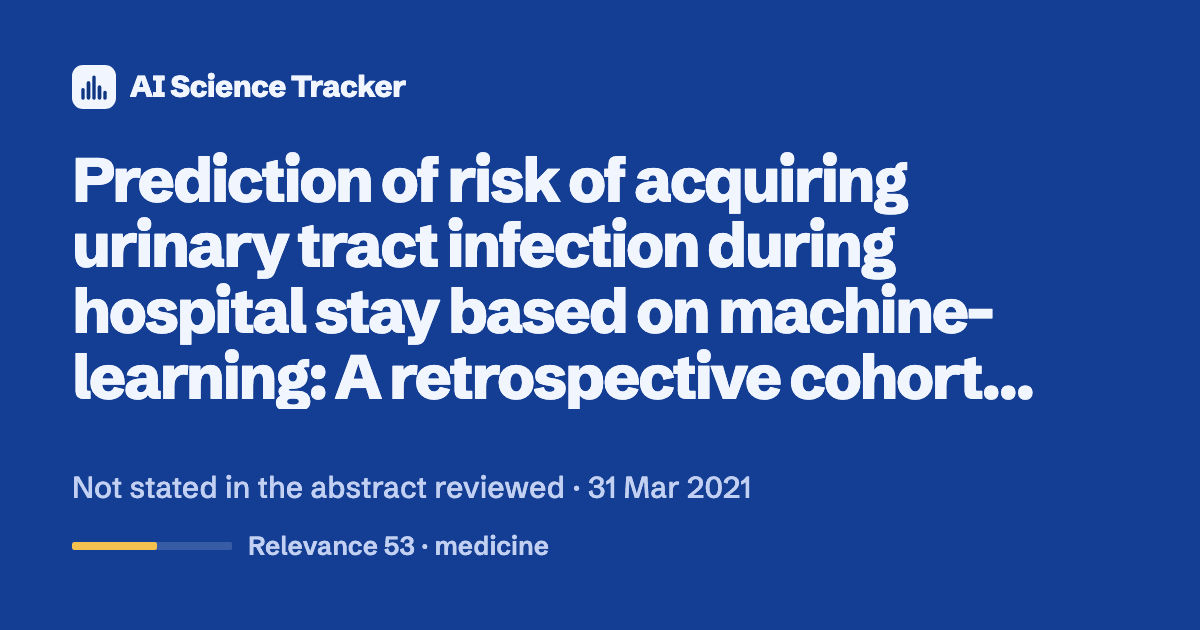 AI Science Tracker
Prediction of risk of acquiring
urinary tract infection during
hospital stay based on machine-
learning: A retrospective cohort...
Not stated in the abstract reviewed · 31 Mar 2021
Relevance 53 · medicine